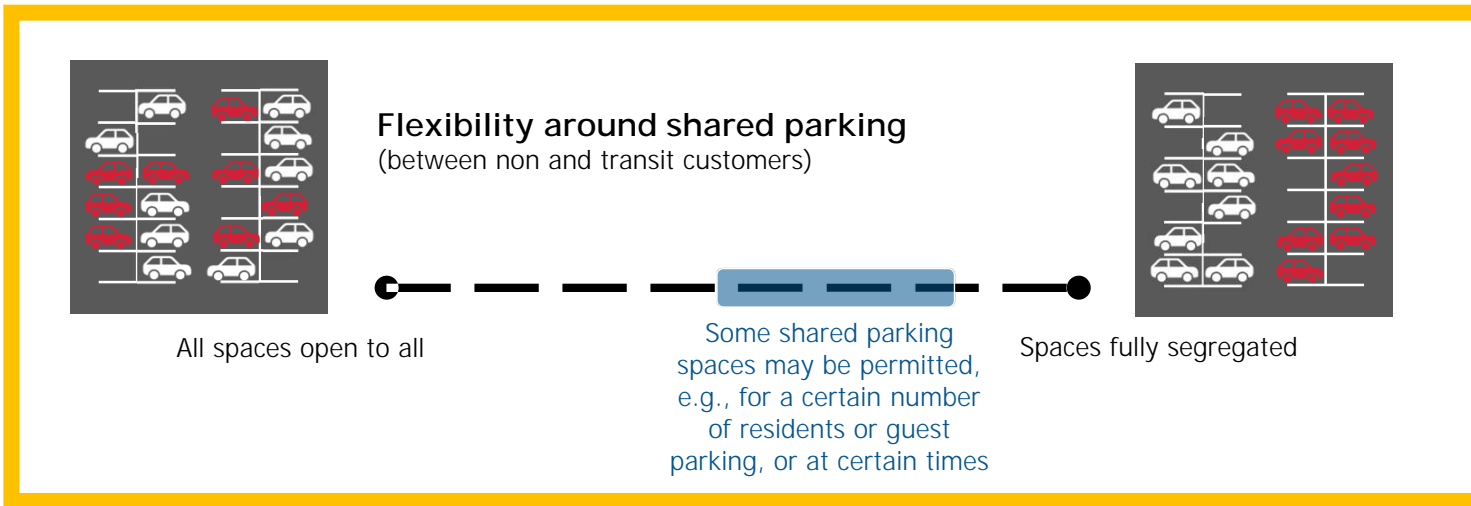 Flexibility around shared parking
(between non and transit customers)
All spaces open to all
Some shared parking
spaces may be permitted,
e.g., for a certain number
of residents or guest
parking, or at certain times
Spaces fully segregated